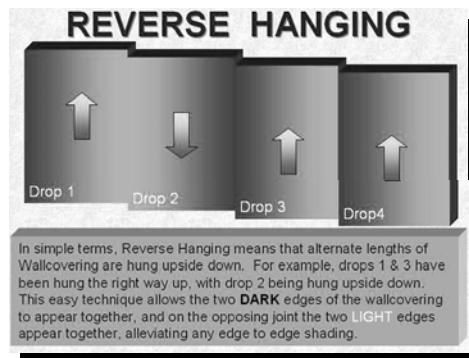 REVERSE HANGING
Drop 1
Drop 2
Drop 3
Drop4
In simple terms, Reverse Hanging means that alternate lengths of
Wallcovering are hung upside down. For example, drops 1 & 3 have
been hung the right way up, with drop 2 being hung upside down.
This easy technique allows the two DARK edges of the wallcovering
to appear together, and on the opposing joint the two LIGHT edges
appear together, alleviating any edge to edge shading.